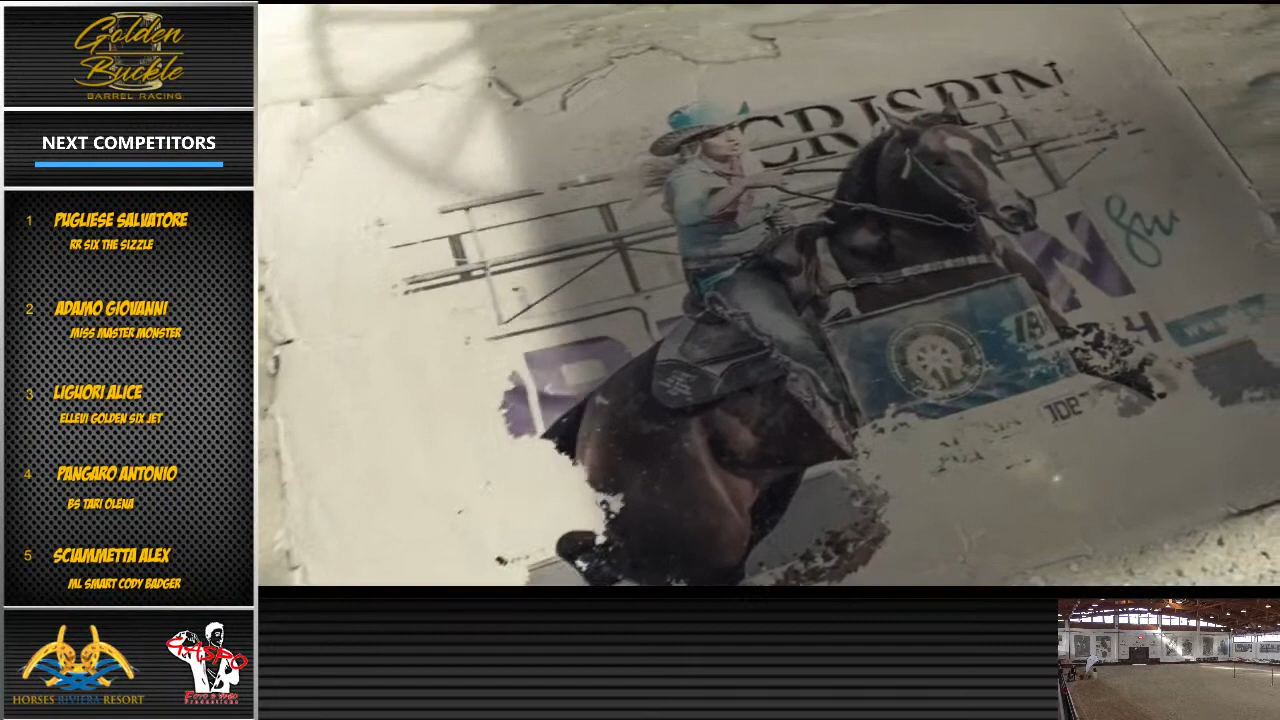 Golden
Buckle
BARREL RACING
NEXT COMPETITORS
1 PUGLIESE SALVATORE
RR SIX THE SIZZLE
2 ADAMO GIOVANNI
MISS MASTER MONSTER
3 LIGUORI ALICE
ELLEVI GOLDEN SIX JET
4 PANGARO ANTONIO
BS TARI OLENA
5 SCIAMMETTA ALEX
ML SMART CODY BADGER
HORSES RIVIERA RESORT
GASPO
CRISPIN